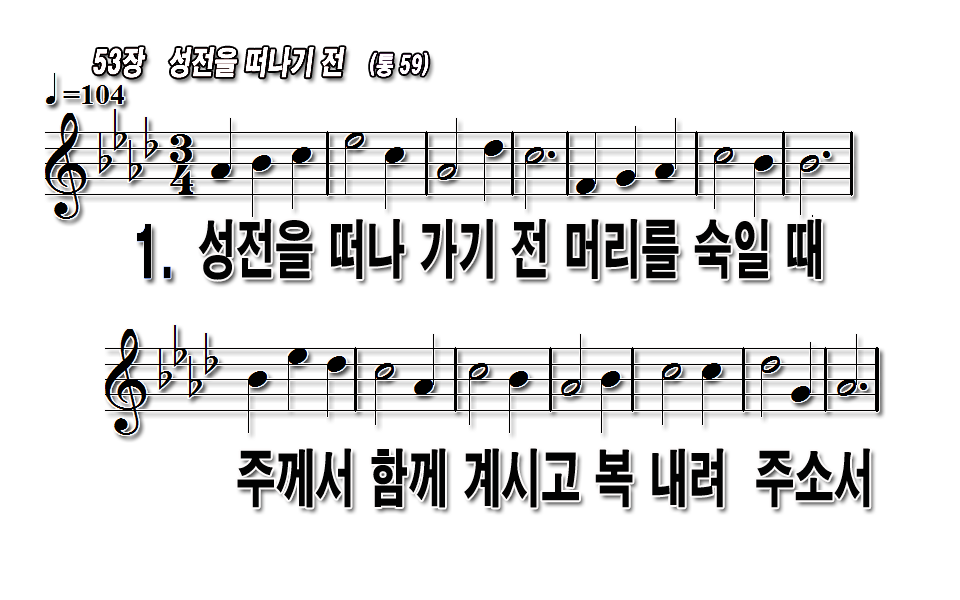 53장 성전을 떠나기 전 (통 59)
♩=104
3
4
1. 성전을 떠나 가기 전 머리를 숙일 때
주께서 함께 계시고 복 내려 주소서